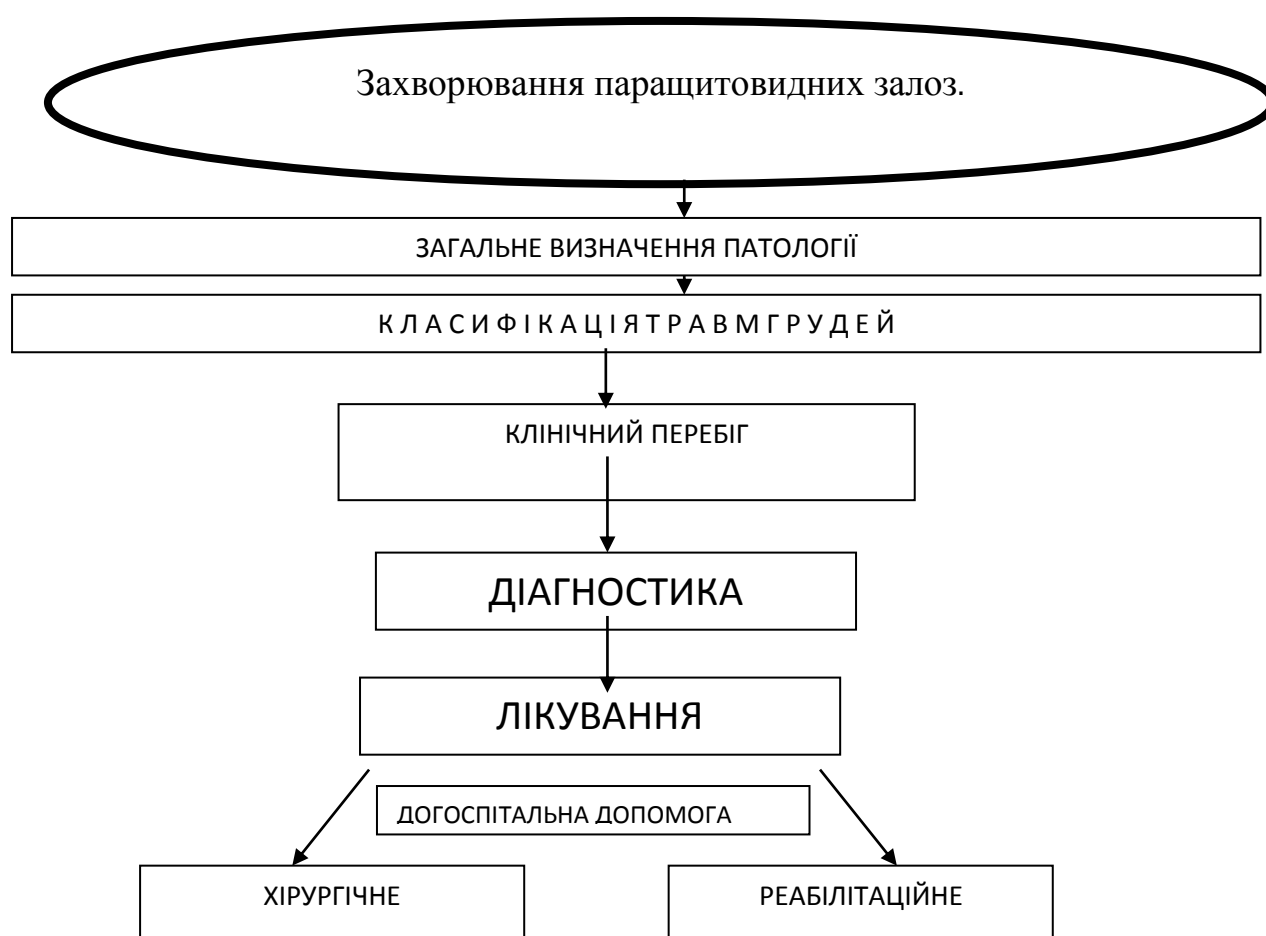 Захворювання паращитовидних залоз.
ЗАГАЛЬНЕ ВИЗНАЧЕННЯ ПАТОЛОГІЇ
К Л А С И Ф І К А Ц І Я Т Р А В М Г Р У Д Е Й
КЛІНІЧНИЙ ПЕРЕБІГ
ДІАГНОСТИКА
ЛІКУВАННЯ
ДОГОСПІТАЛЬНА ДОПОМОГА
ХІРУРГІЧНЕ
РЕАБІЛІТАЦІЙНЕ